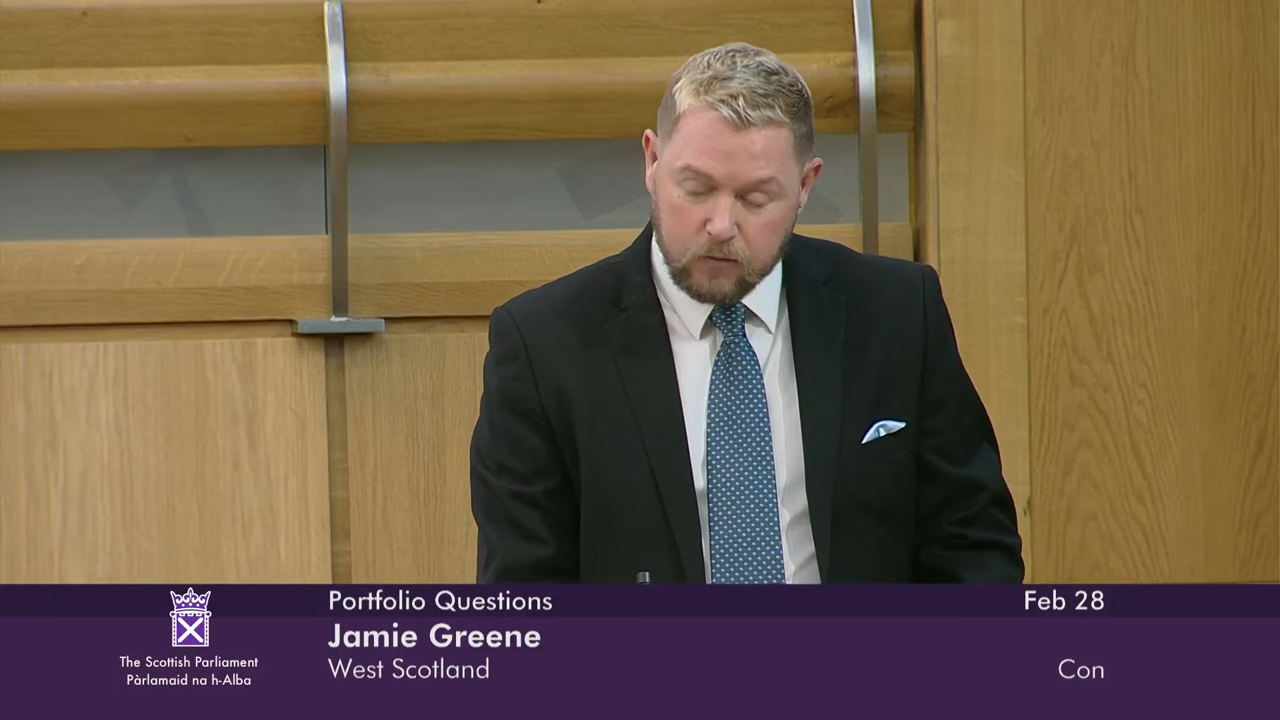 Portfolio Questions
Feb 28
Jamie Greene
West Scotland
Con
The Scottish Parliament
Pàrlamaid na h-Alba